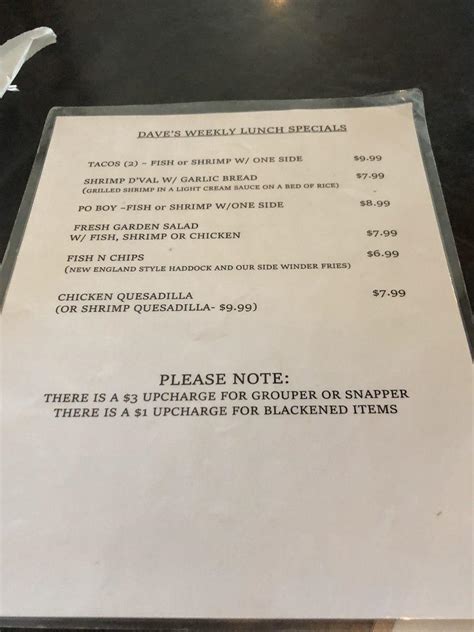 DAVE'S WEEKLY LUNCH SPECIALS
TACOS (2) – FISH or SHRIMP W/ ONE SIDE $9.99
SHRIMP D'VAL W/ GARLIC BREAD $7.99
(GRILLED SHRIMP IN A LIGHT CREAM SAUCE ON A BED OF RICE)
PO BOY –FISH or SHRIMP W/ONE SIDE $8.99
FRESH GARDEN SALAD
W/ FISH, SHRIMP OR CHICKEN $7.99
FISH N CHIPS $6.99
(NEW ENGLAND STYLE HADDOCK AND OUR SIDE WINDER FRIES)
CHICKEN QUESADILLA $7.99
(OR SHRIMP QUESADILLA- $9.99)
PLEASE NOTE:
THERE IS A $3 UPCHARGE FOR GROUPER OR SNAPPER
THERE IS A $1 UPCHARGE FOR BLACKENED ITEMS